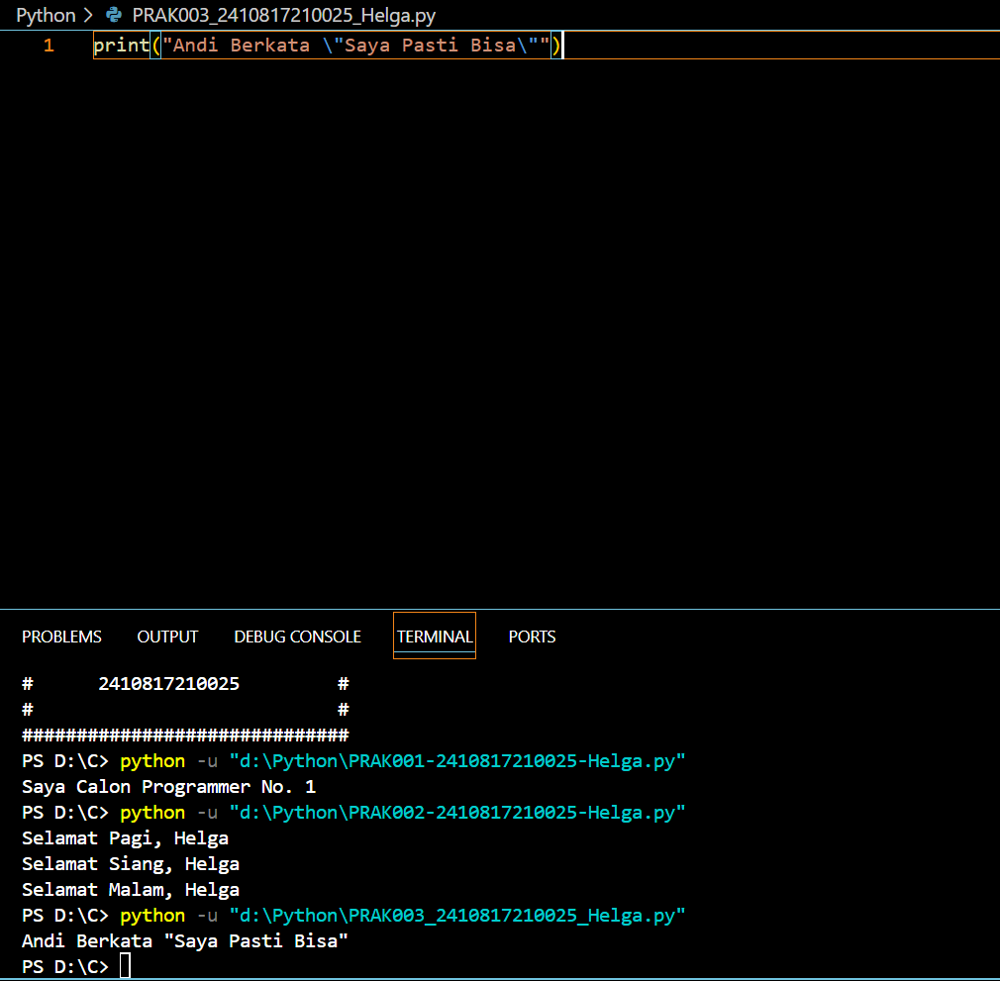 Python > PRAK003_2410817210025_Helga.py
1 print("Andi Berkata \"Saya Pasti Bisa\"")
PROBLEMS OUTPUT DEBUG CONSOLE TERMINAL PORTS
#      2410817210025         #
#                            #
##############################
PS D:\C> python -u "d:\Python\PRAK001-2410817210025-Helga.py"
Saya Calon Programmer No. 1
PS D:\C> python -u "d:\Python\PRAK002-2410817210025-Helga.py"
Selamat Pagi, Helga
Selamat Siang, Helga
Selamat Malam, Helga
PS D:\C> python -u "d:\Python\PRAK003_2410817210025_Helga.py"
Andi Berkata "Saya Pasti Bisa"
PS D:\C>